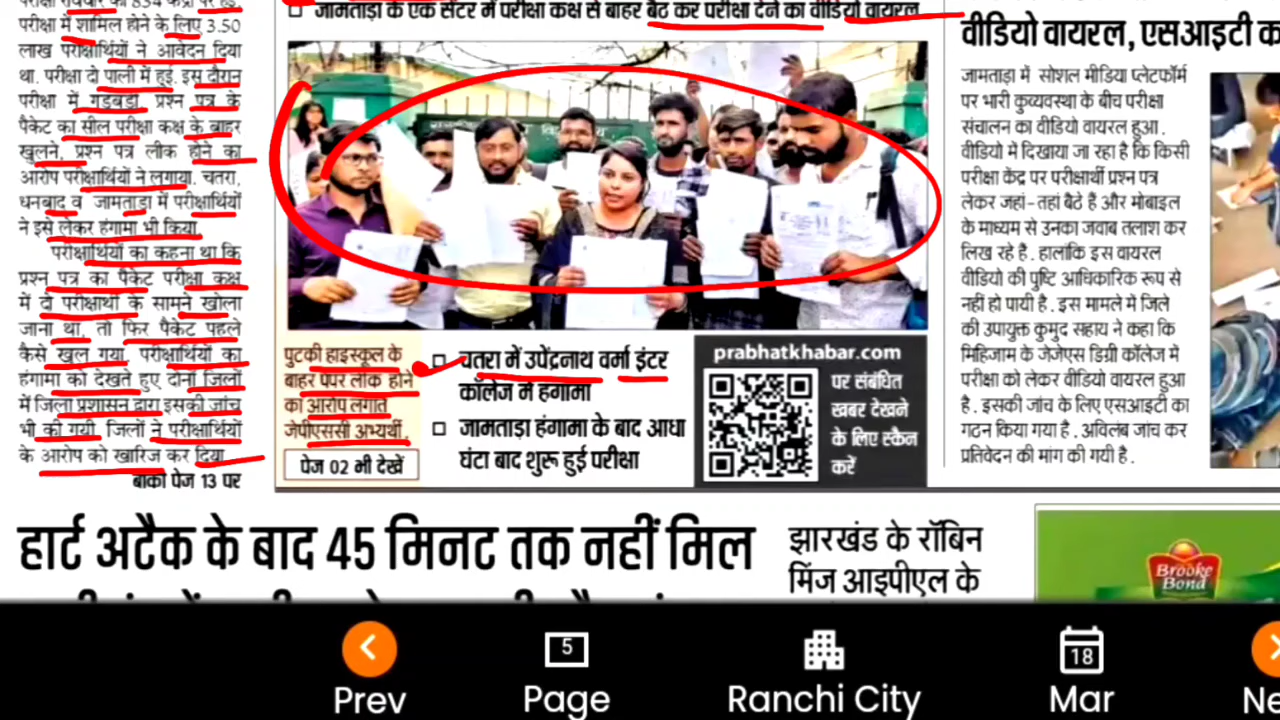 परीक्षा रविवार को 834 केंद्रों पर हुई.
परीक्षा में शामिल होने के लिए 3.50
लाख परीक्षार्थियों ने आवेदन दिया
था. परीक्षा दो पाली में हुई. इस दौरान
परीक्षा में गड़बड़ी, प्रश्न पत्र के
पैकेट का सील परीक्षा कक्ष के बाहर
खुलने, प्रश्न पत्र लीक होने का
आरोप परीक्षार्थियों ने लगाया. चतरा,
धनबाद व जामताड़ा में परीक्षार्थियों
ने इसे लेकर हंगामा भी किया.
परीक्षार्थियों का कहना था कि
प्रश्न पत्र का पैकेट परीक्षा कक्ष
में दो परीक्षार्थी के सामने खोला
जाना था, तो फिर पैकेट पहले
कैसे खुल गया. परीक्षार्थियों का
हंगामा को देखते हुए दोनों जिलों
में जिला प्रशासन द्वारा इसकी जांच
भी की गयी. जिलों ने परीक्षार्थियों
के आरोप को खारिज कर दिया.
बाकी पेज 13 पर
जामताड़ा के एक सेंटर में परीक्षा कक्ष से बाहर बैठ कर परीक्षा देने का वीडियो वायरल
पुटकी हाइस्कूल के
बाहर पेपर लीक होने
का आरोप लगाते
जेपीएससी अभ्यर्थी.
पेज 02 भी देखें
चतरा में उपेंद्रनाथ वर्मा इंटर
कॉलेज में हंगामा
जामताड़ा हंगामा के बाद आधा
घंटा बाद शुरू हुई परीक्षा
prabhatkhabar.com
पर संबंधित
खबर देखने
के लिए स्कैन
करें
वीडियो वायरल, एसआइटी क
जामताड़ा में सोशल मीडिया प्लेटफॉर्म
पर भारी कुव्यवस्था के बीच परीक्षा
संचालन का वीडियो वायरल हुआ.
वीडियो में दिखाया जा रहा है कि किसी
परीक्षा केंद्र पर परीक्षार्थी प्रश्न पत्र
लेकर जहां-तहां बैठे हैं और मोबाइल
के माध्यम से उनका जवाब तलाश कर
लिख रहे है. हालांकि इस वायरल
वीडियो की पुष्टि आधिकारिक रूप से
नहीं हो पायी है. इस मामले में जिले
की उपायुक्त कुमुद सहाय ने कहा कि
मिहिजाम के जेजेएस डिग्री कॉलेज में
परीक्षा को लेकर वीडियो वायरल हुआ
है. इसकी जांच के लिए एसआइटी का
गठन किया गया है. अविलंब जांच कर
प्रतिवेदन की मांग की गयी है.
हार्ट अटैक के बाद 45 मिनट तक नहीं मिल
झारखंड के रॉबिन
मिंज आइपीएल के
Brooke
Bond
Prev
5
Page
Ranchi City
18
Mar
Ne